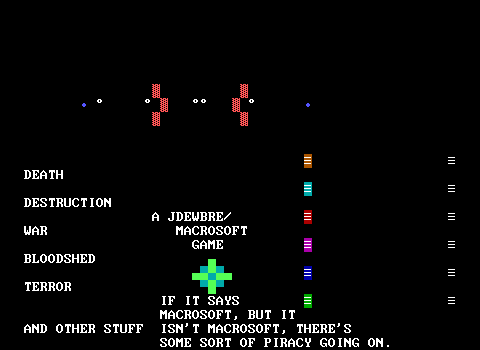 DEATH
DESTRUCTION
A JDEWBRE/
WAR
MACROSOFT
GAME
BLOODSHED
TERROR
IF IT SAYS
MACROSOFT, BUT IT
AND OTHER STUFF
ISN'T MACROSOFT, THERE'S
SOME SORT OF PIRACY GOING ON.